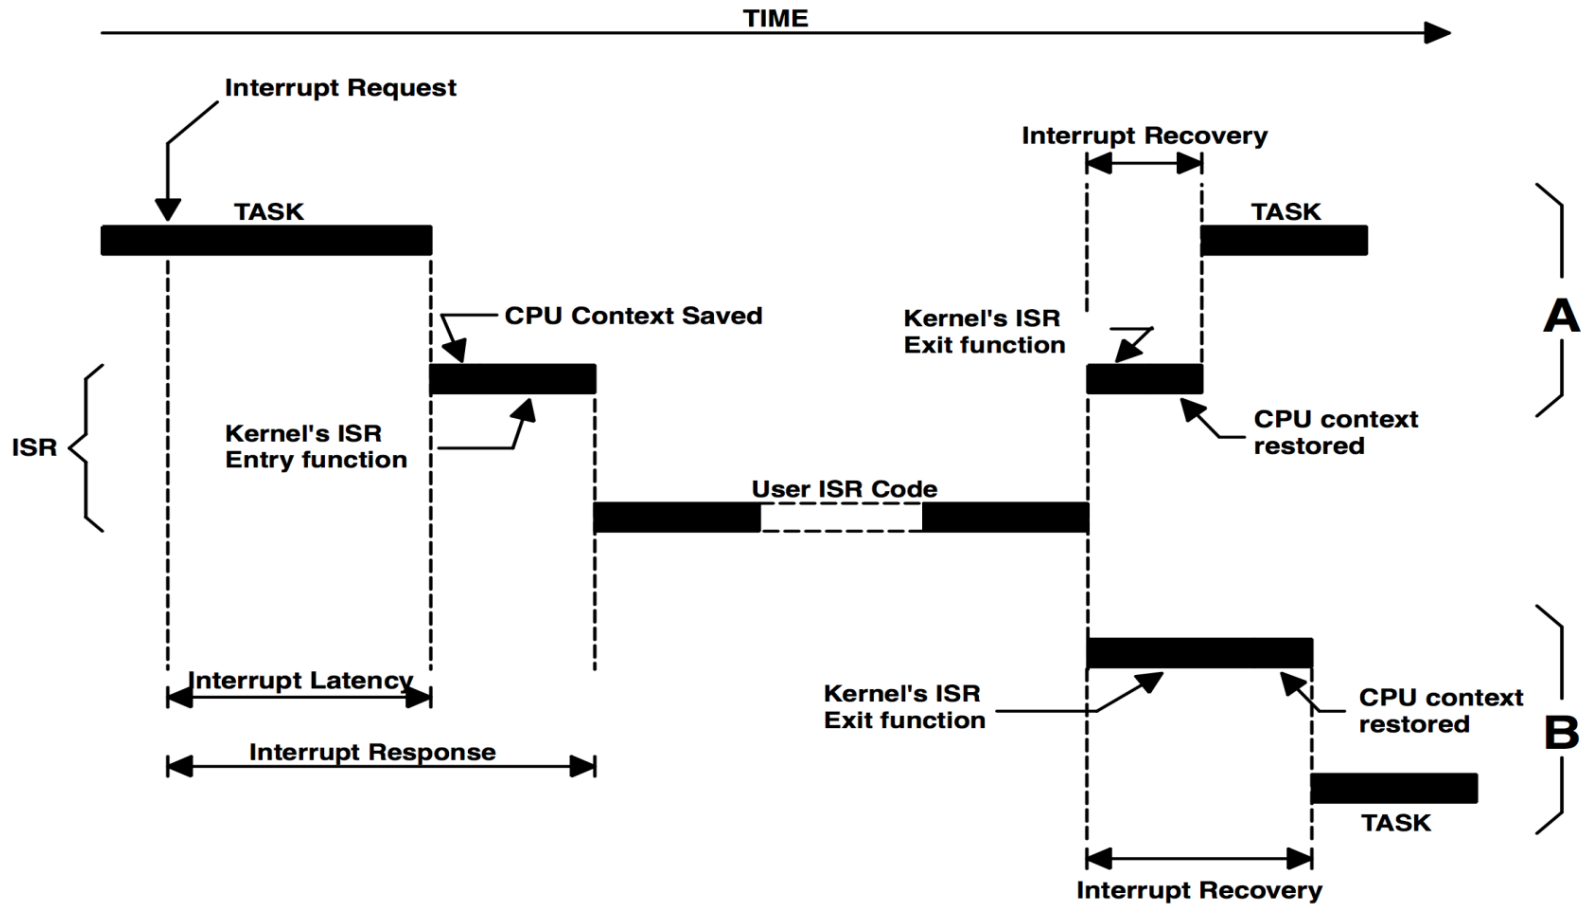 TIME
Interrupt Request
Interrupt Recovery
TASK
TASK
CPU Context Saved
Kernel's ISR
Exit function
A
Kernel's ISR
Entry function
ISR
CPU context
restored
User ISR Code
Interrupt Latency
Kernel's ISR
Exit function
CPU context
restored
B
Interrupt Response
TASK
Interrupt Recovery